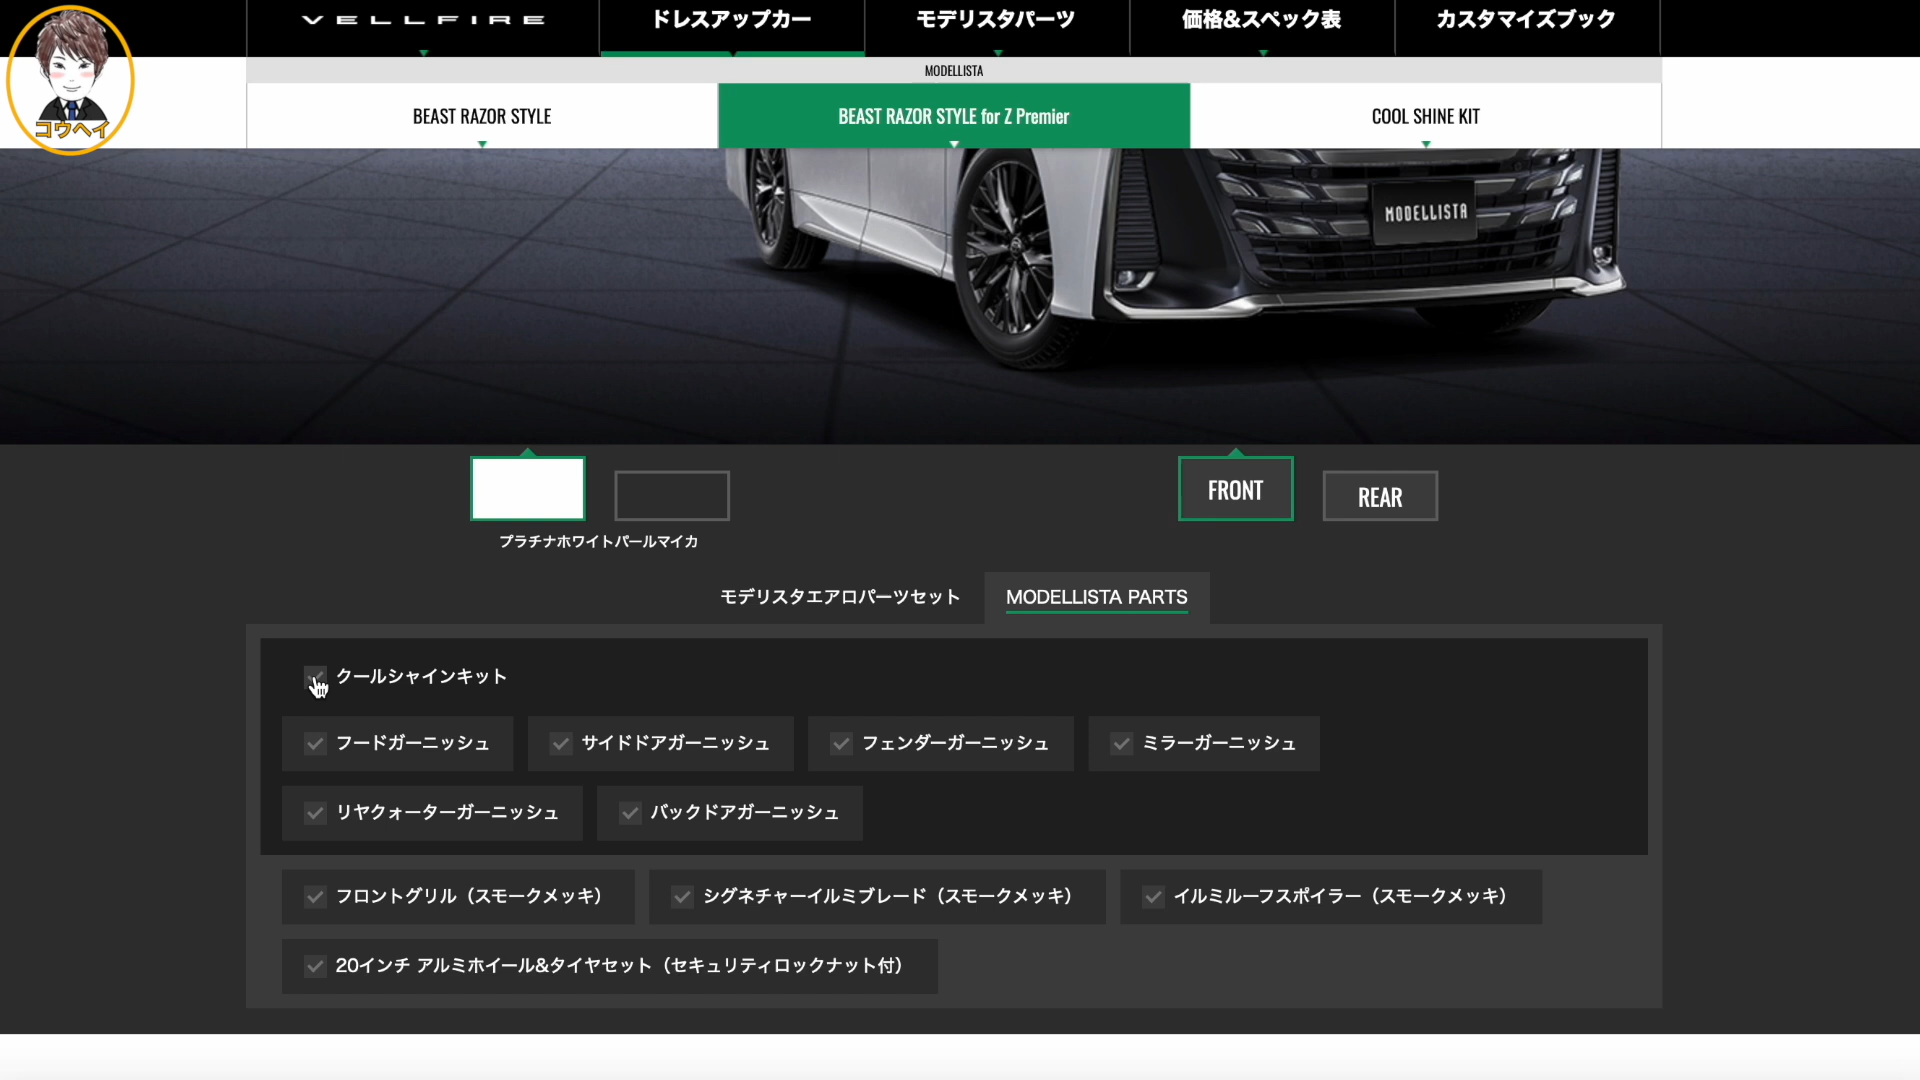 VELLFIRE
ドレスアップカー
モデリスタパーツ
価格&スペック表
カスタマイズブック
MODELLISTA
BEAST RAZOR STYLE
BEAST RAZOR STYLE for Z Premier
COOL SHINE KIT
コウヘイ
MODELLISTA
FRONT
REAR
プラチナホワイトパールマイカ
モデリスタエアロパーツセット
MODELLISTA PARTS
クールシャインキット
フードガーニッシュ
サイドドアガーニッシュ
フェンダーガーニッシュ
ミラーガーニッシュ
リヤクォーターガーニッシュ
バックドアガーニッシュ
フロントグリル（スモークメッキ）
シグネチャーイルミブレード（スモークメッキ）
イルミルーフスポイラー（スモークメッキ）
20インチ アルミホイール&タイヤセット（セキュリティロックナット付）